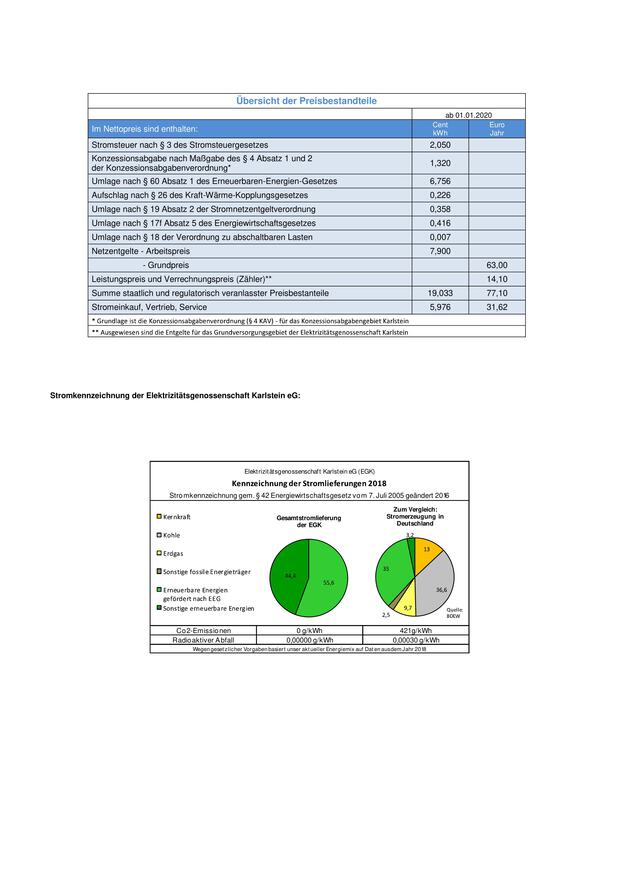 Übersicht der Preisbestandteile
ab 01.01.2020
Im Nettopreis sind enthalten: Cent kWh Euro Jahr
Stromsteuer nach § 3 des Stromsteuergesetzes 2,050
Konzessionsabgabe nach Maßgabe des § 4 Absatz 1 und 2
der Konzessionsabgabenverordnung* 1,320
Umlage nach § 60 Absatz 1 des Erneuerbaren-Energien-Gesetzes 6,756
Aufschlag nach § 26 des Kraft-Wärme-Kopplungsgesetzes 0,226
Umlage nach § 19 Absatz 2 der Stromnetzentgeltverordnung 0,358
Umlage nach § 17f Absatz 5 des Energiewirtschaftsgesetzes 0,416
Umlage nach § 18 der Verordnung zu abschaltbaren Lasten 0,007
Netzentgelte - Arbeitspreis 7,900
- Grundpreis 63,00
Leistungspreis und Verrechnungspreis (Zähler)** 14,10
Summe staatlich und regulatorisch veranlasster Preisbestanteile 19,033 77,10
Stromeinkauf, Vertrieb, Service 5,976 31,62
* Grundlage ist die Konzessionsabgabenverordnung (§ 4 KAV) - für das Konzessionsabgabengebiet Karlstein
** Ausgewiesen sind die Entgelte für das Grundversorgungsgebiet der Elektrizitätsgenossenschaft Karlstein
Stromkennzeichnung der Elektrizitätsgenossenschaft Karlstein eG:
Elektrizitätsgenossenschaft Karlstein eG (EGK)
Kennzeichnung der Stromlieferungen 2018
Stromkennzeichnung gem. § 42 Energiewirtschaftsgesetz vom 7. Juli 2005 geändert 2016
Kernkraft
Kohle
Erdgas
Sonstige fossile Energieträger
Erneuerbare Energien
gefördert nach EEG
Sonstige erneuerbare Energien
Gesamtstromlieferung
der EGK
44,4
55,6
Zum Vergleich:
Stromerzeugung in
Deutschland
3,2
13
33
36,6
9,7
2,5
Quelle:
BDEW
Co2-Emissionen 0 g/kWh 421g/kWh
Radioaktiver Abfall 0,00000 g/kWh 0,00030 g/kWh
Wegen gesetzlicher Vorgaben basiert unser aktueller Energiemix auf Daten aus dem Jahr 2018